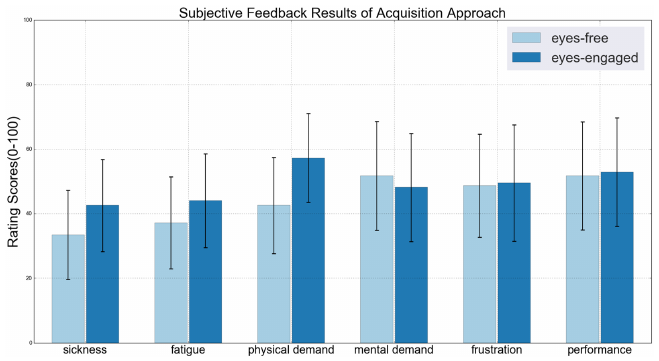 Subjective Feedback Results of Acquisition Approach
eyes-free
eyes-engaged
Rating Scores(0-100)
100
80
60
40
20
0
sickness
fatigue
physical demand
mental demand
frustration
performance